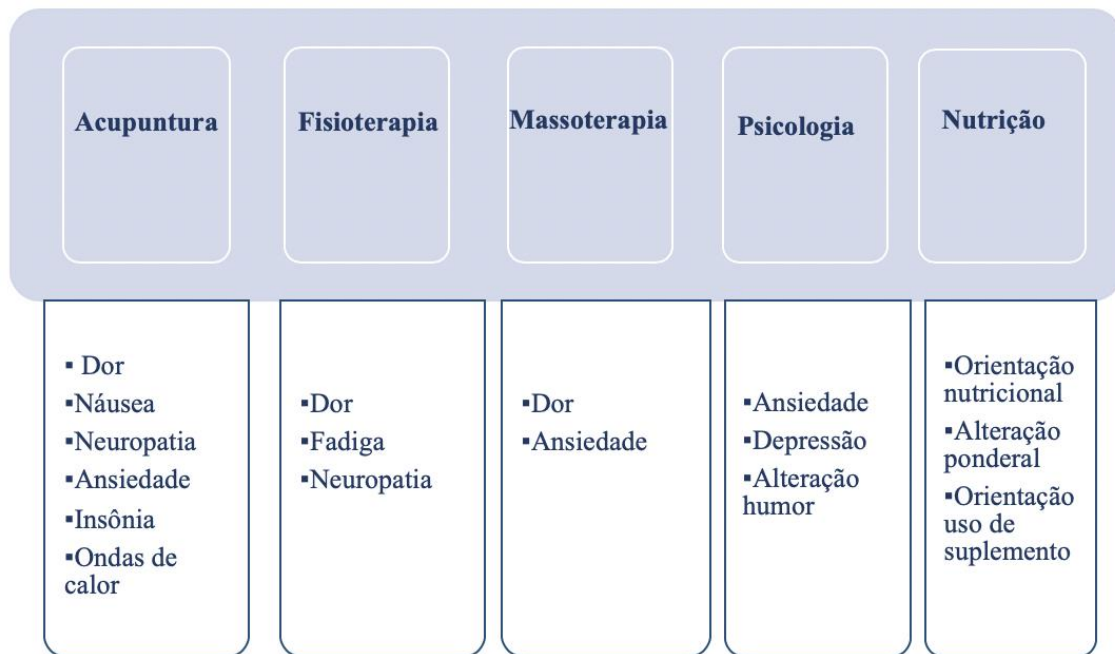 Acupuntura
Fisioterapia
Massoterapia
Psicologia
Nutrição
▪ Dor
▪Náusea
▪Neuropatia
▪Ansiedade
▪Insônia
▪Ondas de
calor
▪Dor
▪Fadiga
▪Neuropatia
▪Dor
▪Ansiedade
▪Ansiedade
▪Depressão
▪Alteração
humor
▪Orientação
nutricional
▪Alteração
ponderal
▪Orientação
uso de
suplemento